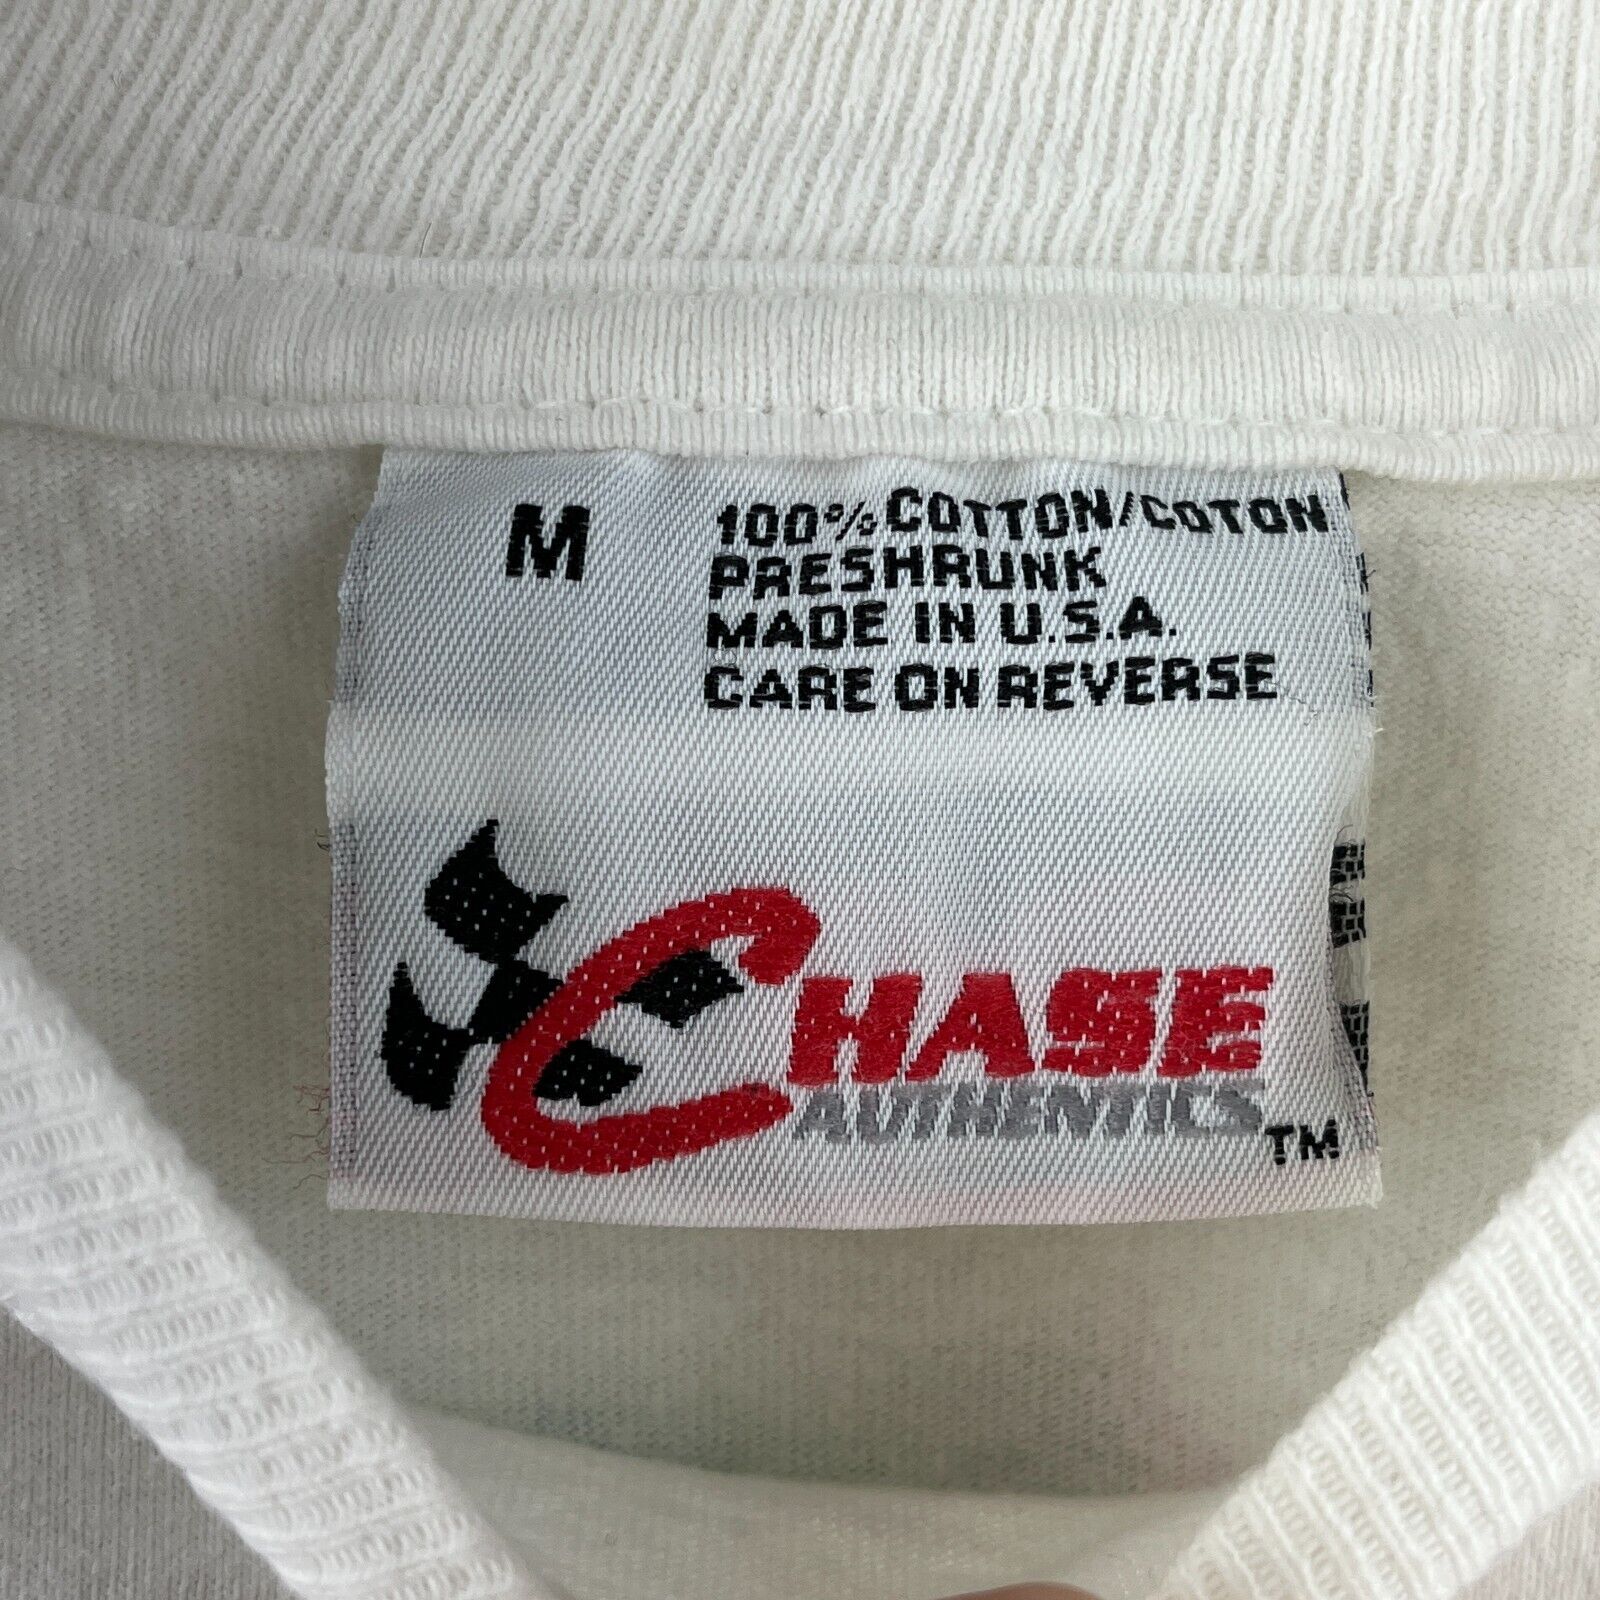 M
100% COTTON/COTON
PRESHRUNK
MADE IN U.S.A.
CARE ON REVERSE
CHASE
AUTHENTICS
TM